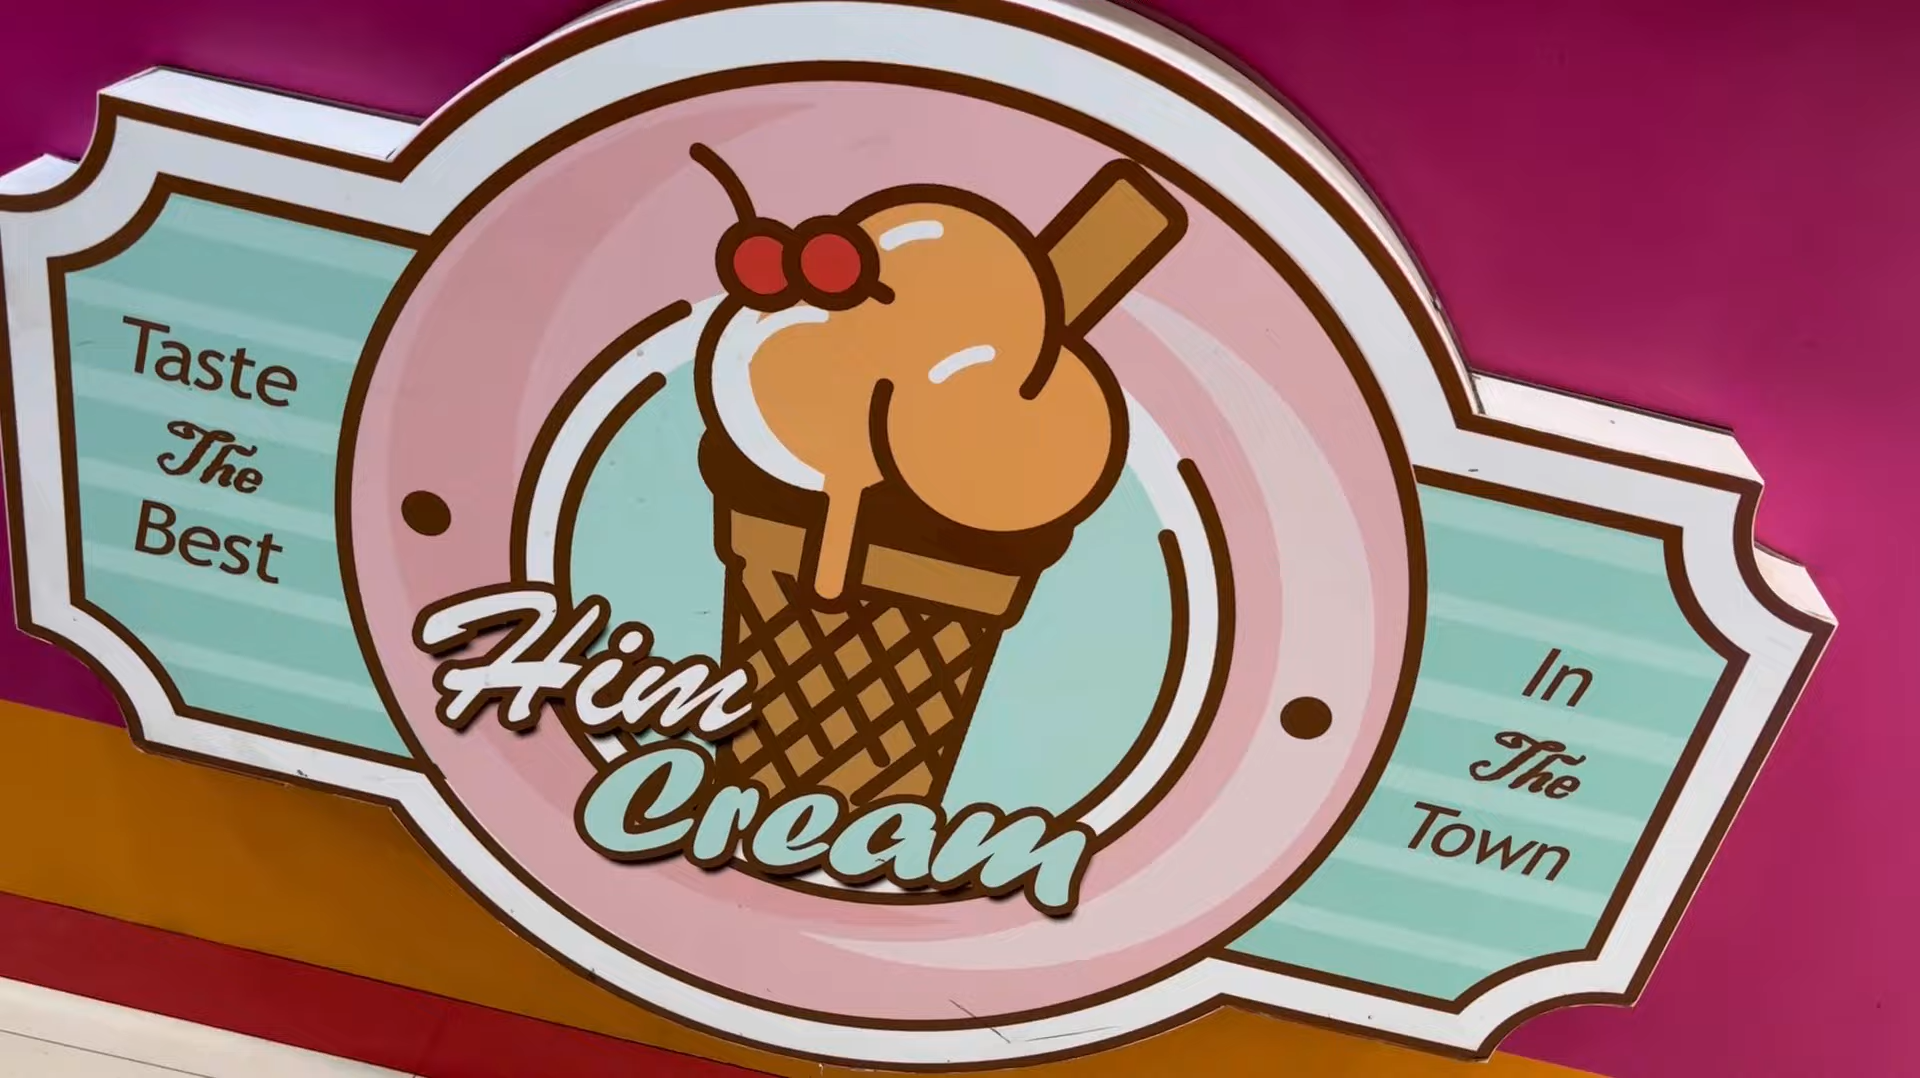 Taste
The
Best
Him
Cream
In
The
Town